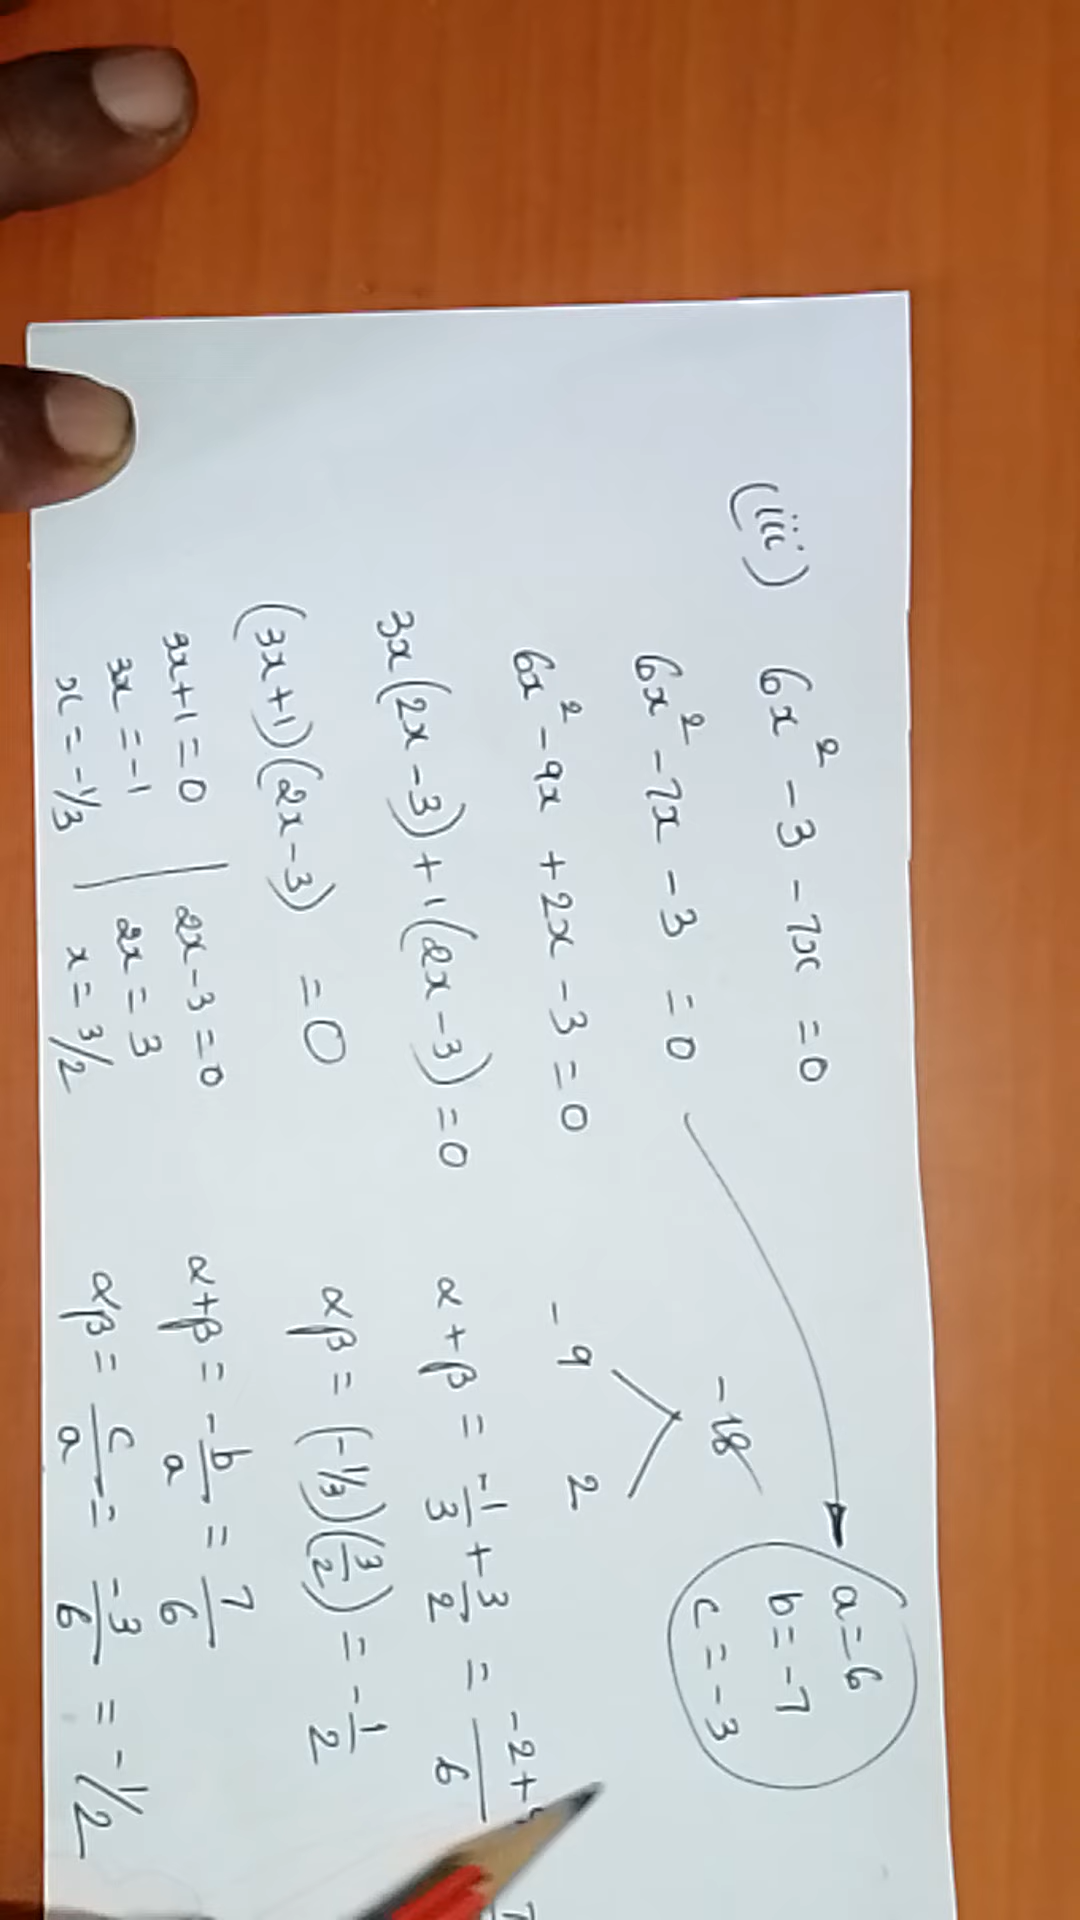 (iii) 6x² - 3 - 7x = 0
6x² - 7x - 3 = 0
a = 6
b = -7
c = -3
6x² - 9x + 2x - 3 = 0
-18
-9 2
3x(2x - 3) + 1(2x - 3) = 0
(3x+1)(2x-3) = 0
3x+1 = 0 | 2x-3 = 0
3x = -1 | 2x = 3
x = -1/3 | x = 3/2
α + β = -1/3 + 3/2 = -2+ /6
αβ = (-1/3)(3/2) = -1/2
α+β = -b/a = 7/6
αβ = c/a = -3/6 = -1/2